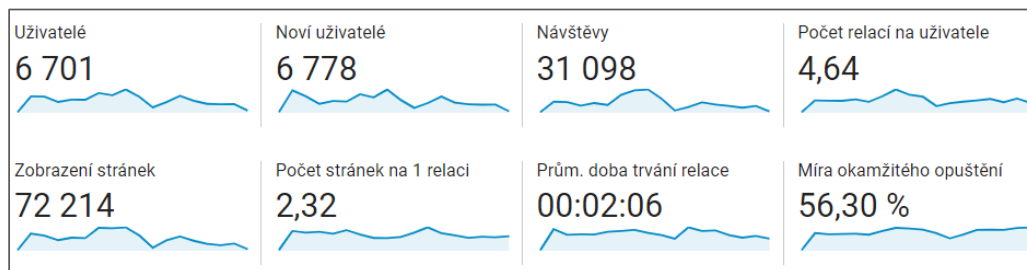 Uživatelé
6 701
Noví uživatelé
6 778
Návštěvy
31 098
Počet relací na uživatele
4,64
Zobrazení stránek
72 214
Počet stránek na 1 relaci
2,32
Prům. doba trvání relace
00:02:06
Míra okamžitého opuštění
56,30 %